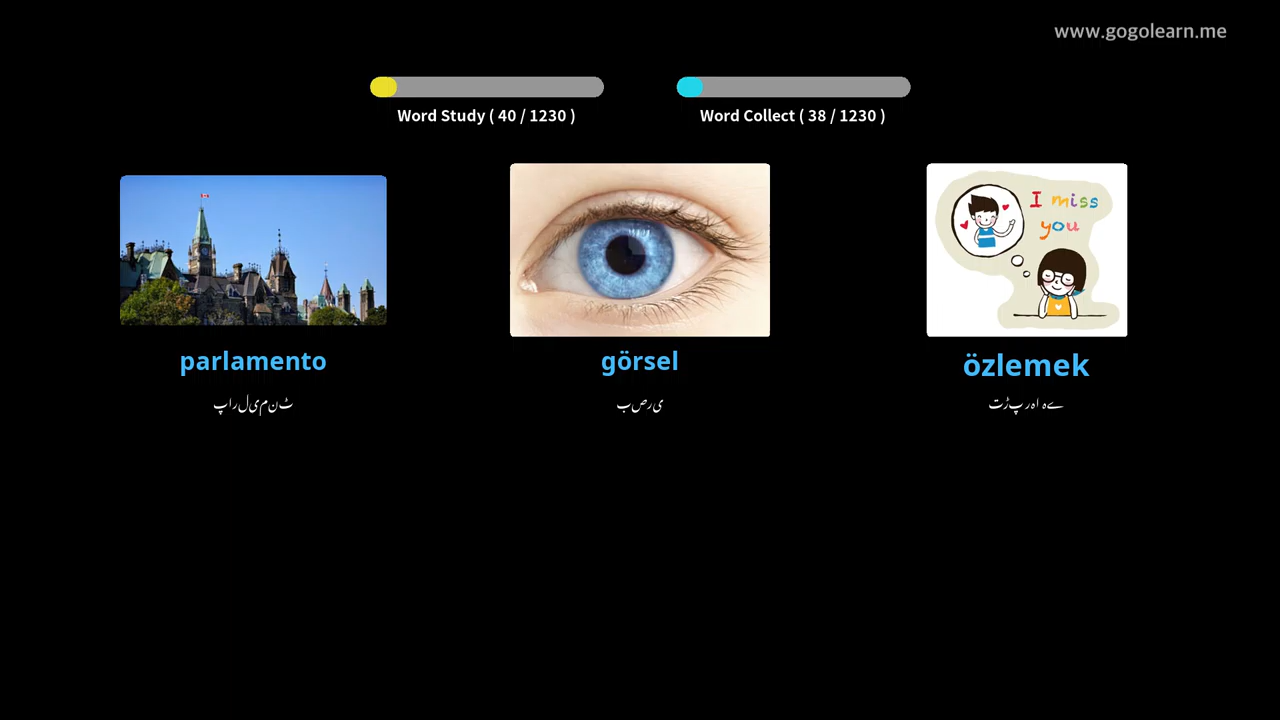 www.gogolearn.me
Word Study ( 40 / 1230 )
Word Collect ( 38 / 1230 )
I miss
you
parlamento
görsel
özlemek
پارلیمنٹ
بصری
تڑپ رہا ہے